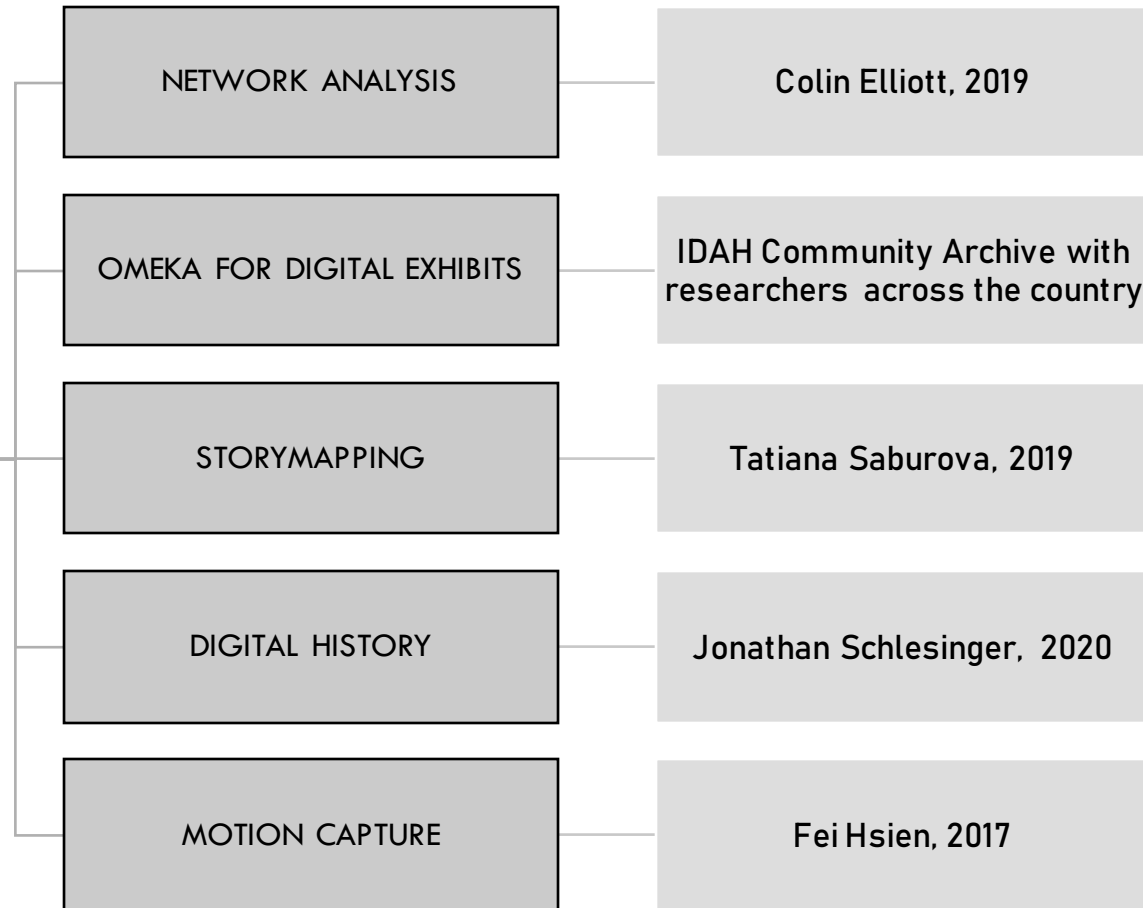 NETWORK ANALYSIS
Colin Elliott, 2019
OMEKA FOR DIGITAL EXHIBITS
IDAH Community Archive with
researchers across the country
STORYMAPPING
Tatiana Saburova, 2019
DIGITAL HISTORY
Jonathan Schlesinger, 2020
MOTION CAPTURE
Fei Hsien, 2017